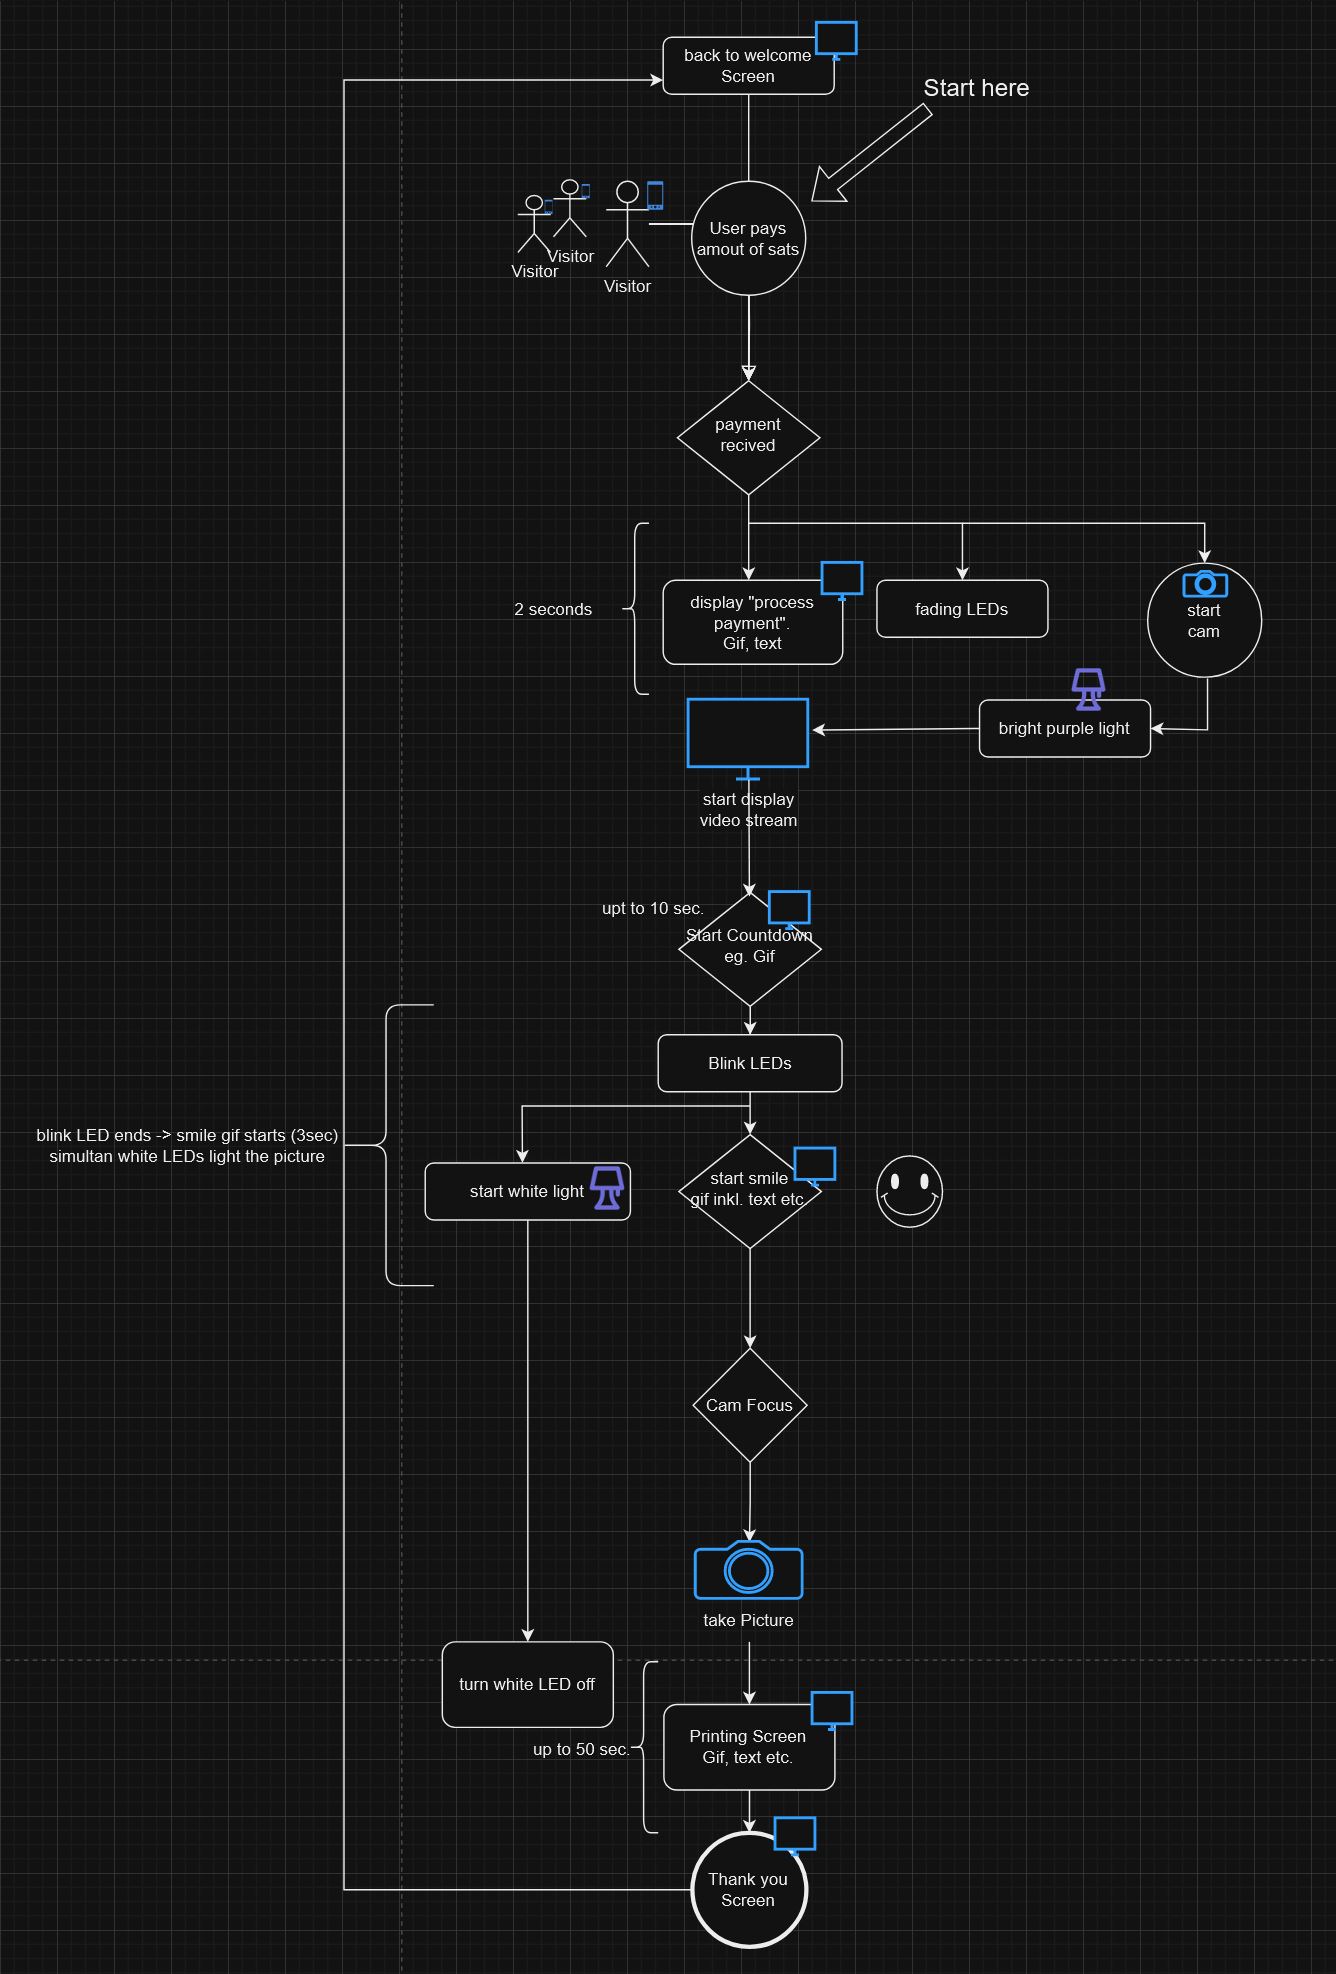 back to welcome
Screen
Start here
User pays
amout of sats
Visitor
Visitor
Visitor
payment
recived
2 seconds
display "process
payment".
Gif, text
fading LEDs
start
cam
bright purple light
start display
video stream
upt to 10 sec.
Start Countdown
eg. Gif
Blink LEDs
blink LED ends -> smile gif starts (3sec)
simultan white LEDs light the picture
start white light
start smile
gif inkl. text etc.
Cam Focus
take Picture
turn white LED off
up to 50 sec.
Printing Screen
Gif, text etc.
Thank you
Screen